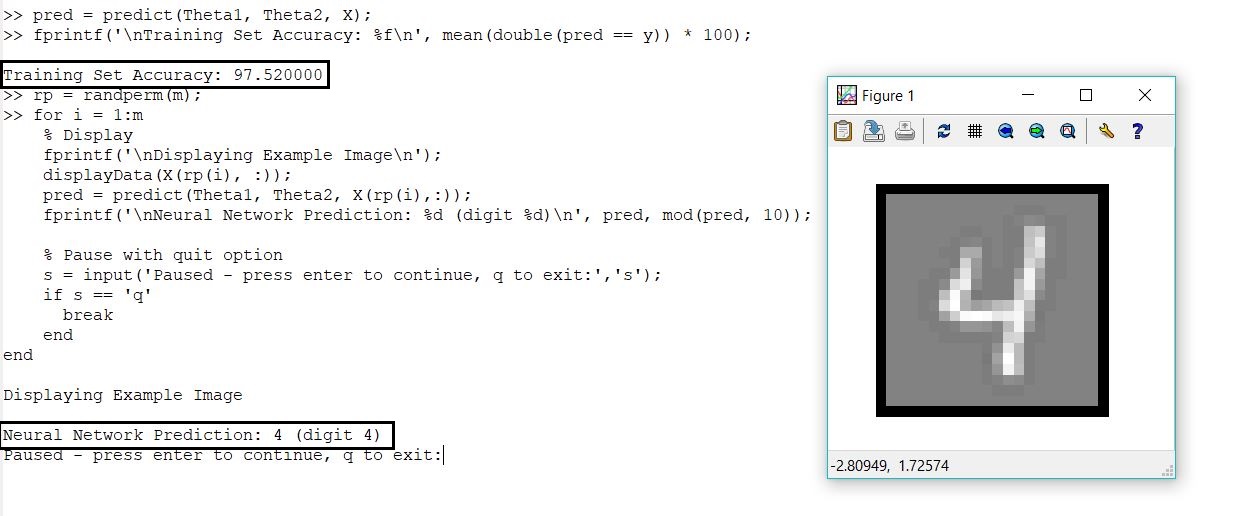 >> pred = predict(Theta1, Theta2, X);
>> fprintf('\nTraining Set Accuracy: %f\n', mean(double(pred == y)) * 100);
Training Set Accuracy: 97.520000
>> rp = randperm(m);
>> for i = 1:m
% Display
fprintf('\nDisplaying Example Image\n');
displayData(X(rp(i), :));
pred = predict(Theta1, Theta2, X(rp(i),:));
fprintf('\nNeural Network Prediction: %d (digit %d)\n', pred, mod(pred, 10));
% Pause with quit option
s = input('Paused - press enter to continue, q to exit:','s');
if s == 'q'
break
end
end
Displaying Example Image
Neural Network Prediction: 4 (digit 4)
Paused - press enter to continue, q to exit:
Figure 1
?
4
-2.80949, 1.72574